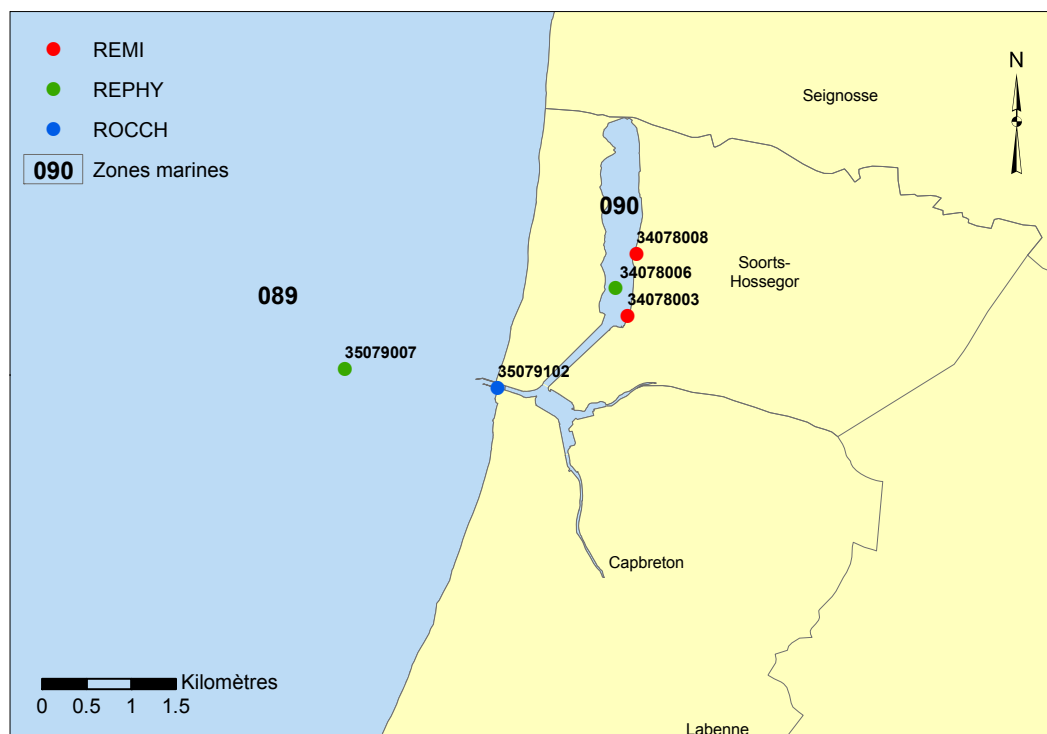 REMI
REPHY
ROCCH
090 Zones marines
N
Seignosse
090
34078008
Soorts-
Hossegor
34078006
34078003
089
35079007
35079102
Capbreton
Kilomètres
0 0.5 1 1.5
Labenne